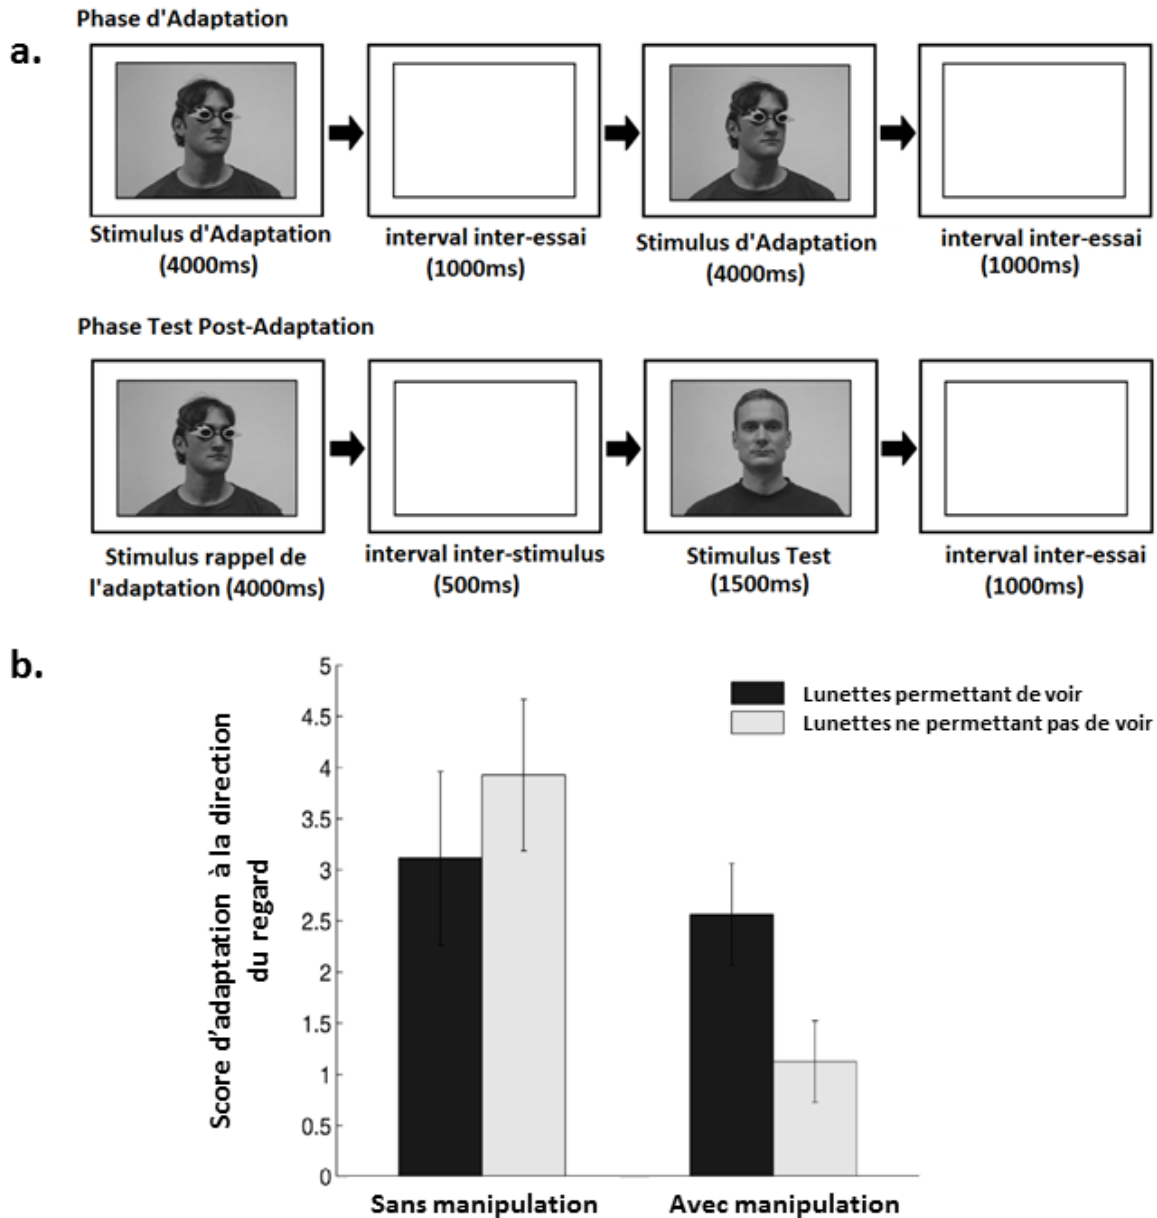 Phase d'Adaptation
a.
Stimulus d'Adaptation
(4000ms)
interval inter-essai
(1000ms)
Stimulus d'Adaptation
(4000ms)
interval inter-essai
(1000ms)
Phase Test Post-Adaptation
Stimulus rappel de
l'adaptation (4000ms)
interval inter-stimulus
(500ms)
Stimulus Test
(1500ms)
interval inter-essai
(1000ms)
b.
Score d'adaptation à la direction
du regard
5
4.5
4
3.5
3
2.5
2
1.5
1
0.5
0
Lunettes permettant de voir
Lunettes ne permettant pas de voir
Sans manipulation
Avec manipulation